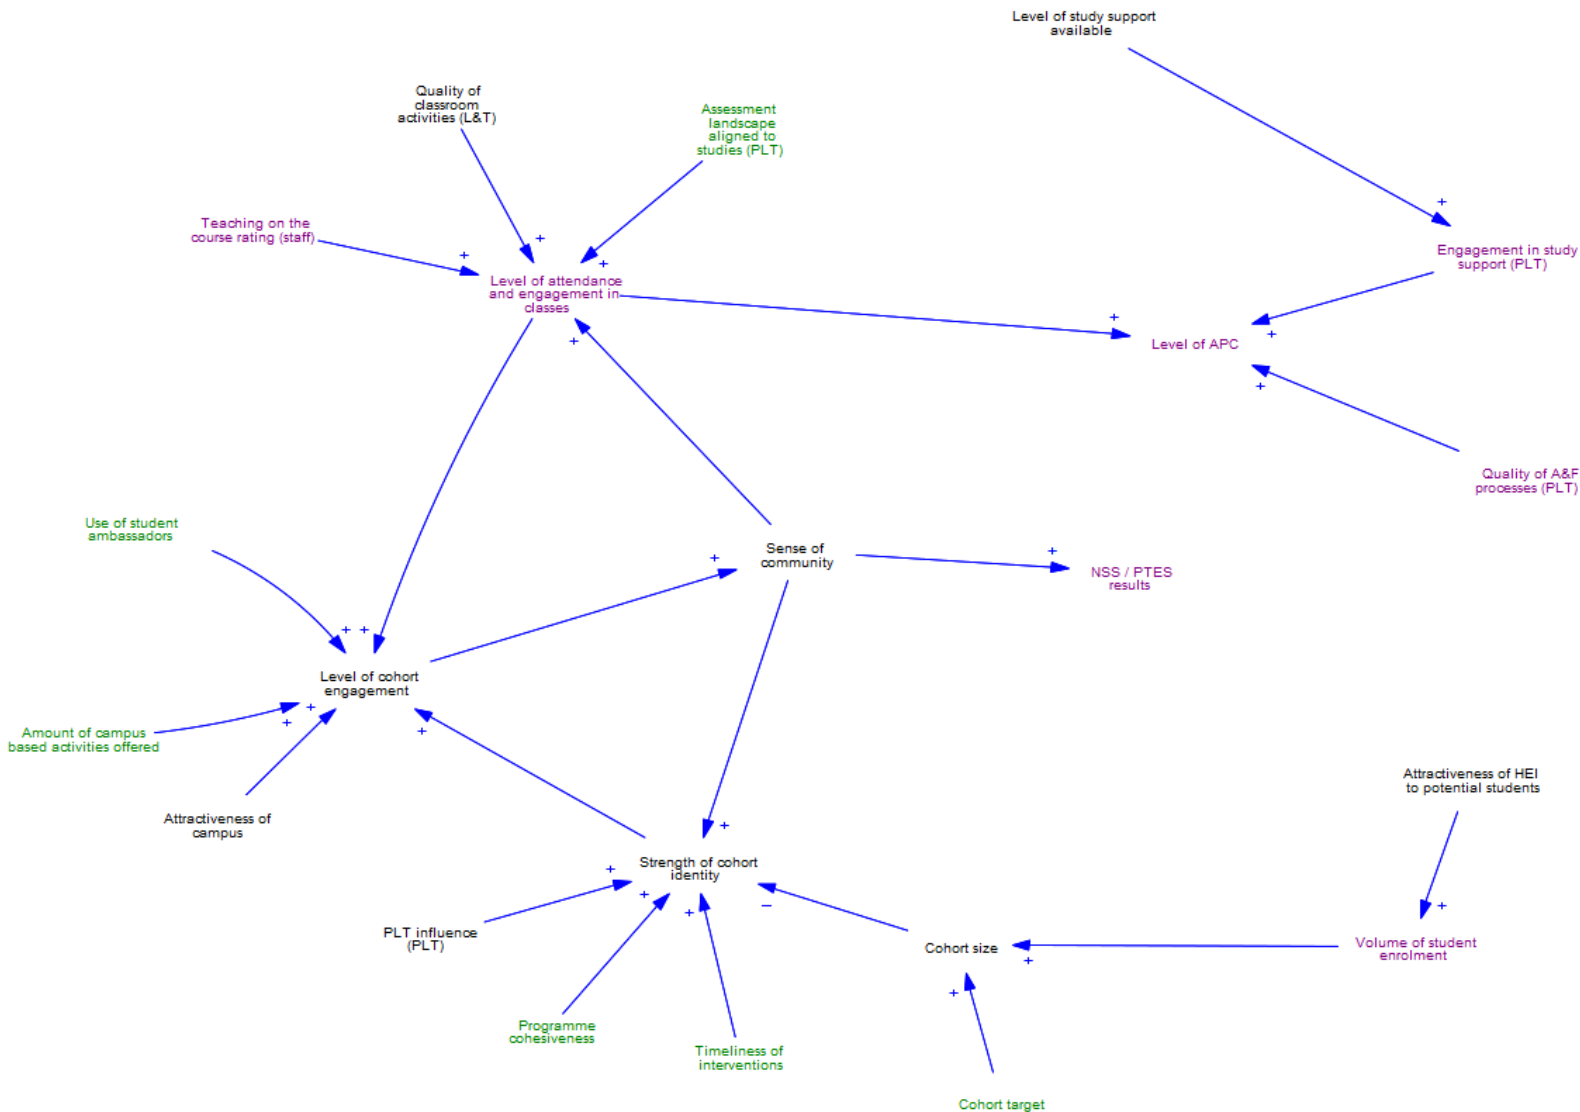 Level of study support
available
Quality of
classroom
activities (L&T)
Assessment
landscape
aligned to
studies (PLT)
+
Teaching on the
course rating (staff)
+
+
+
Engagement in study
support (PLT)
Level of attendance
and engagement in
classes
+
+
+
Level of APC
+
Quality of A&F
processes (PLT)
Use of student
ambassadors
Sense of
community
+
+
NSS / PTES
results
+ +
Level of cohort
engagement
+
+
+
Amount of campus
based activities offered
Attractiveness of HEI
to potential students
Attractiveness of
campus
+
Strength of cohort
identity
+
+
+
–
+
PLT influence
(PLT)
Cohort size
+
Volume of student
enrolment
+
Programme
cohesiveness
Timeliness of
interventions
Cohort target